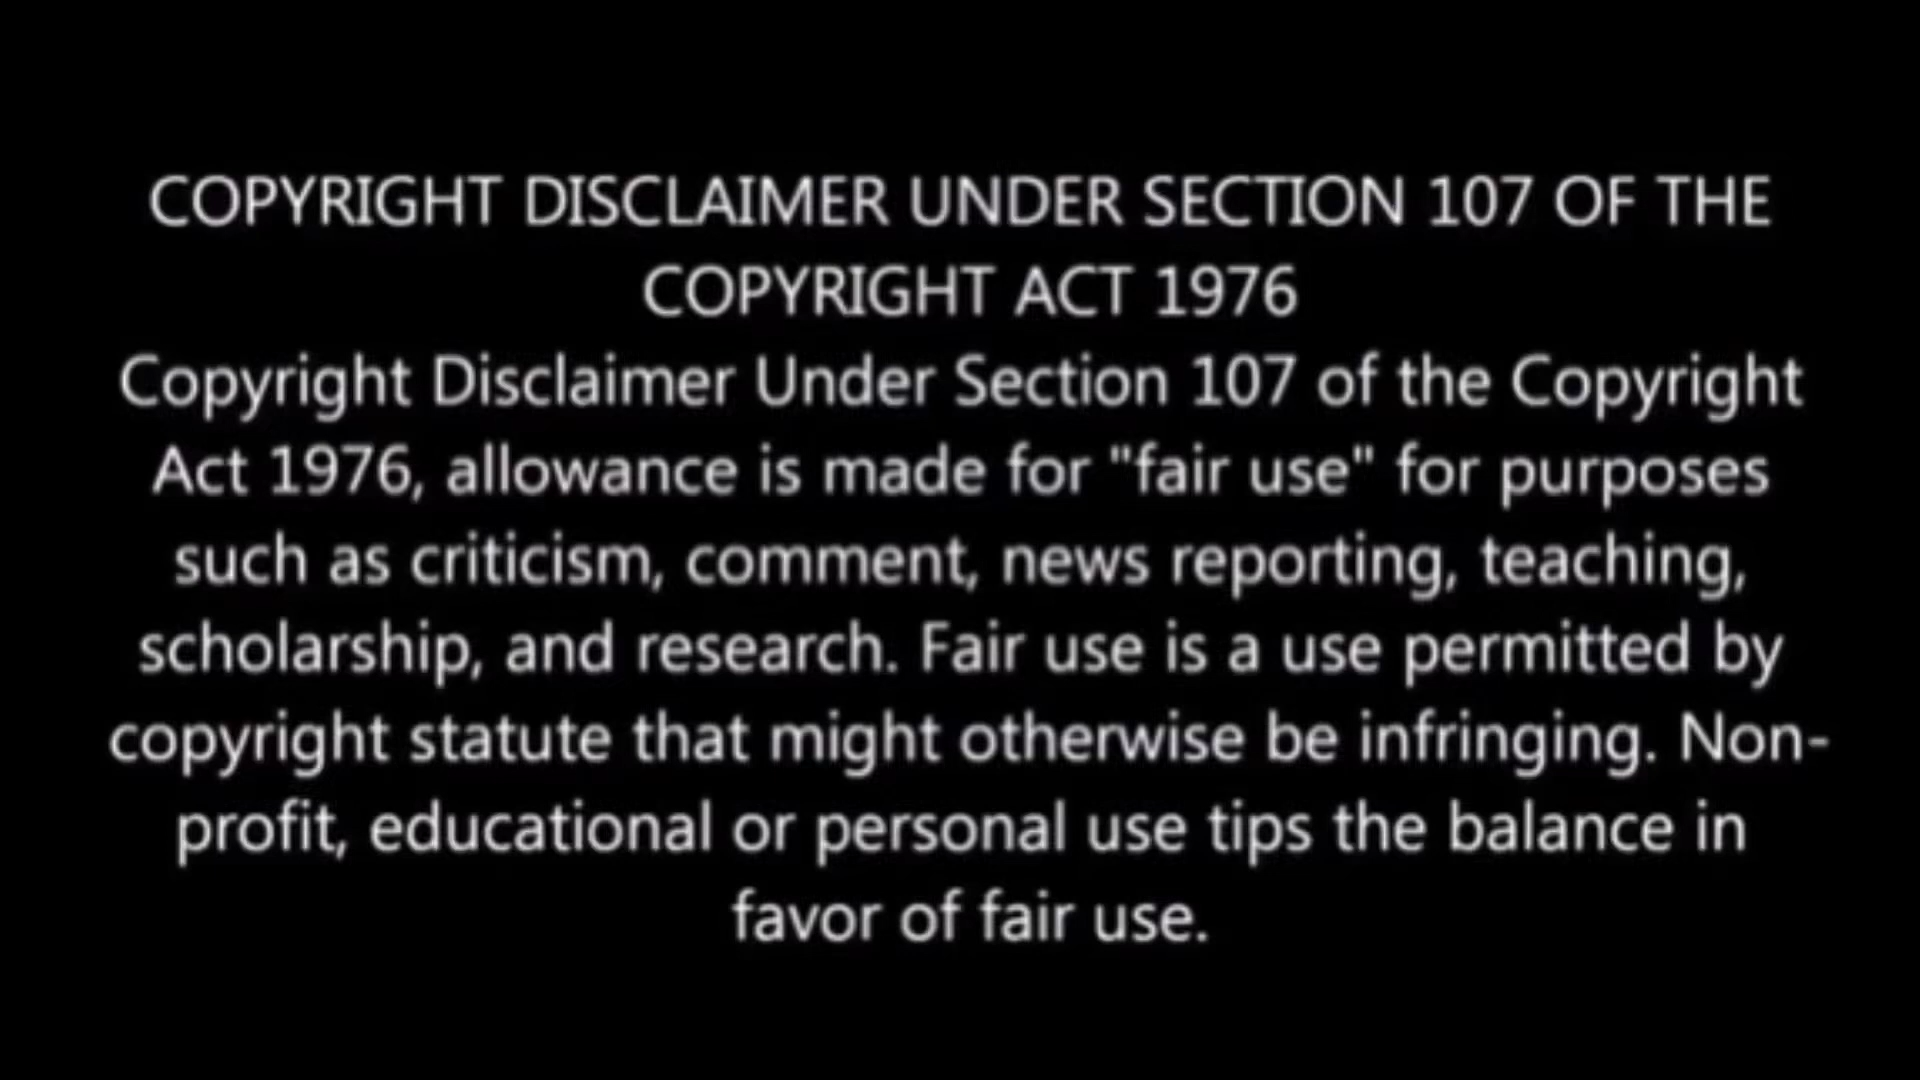 COPYRIGHT DISCLAIMER UNDER SECTION 107 OF THE
COPYRIGHT ACT 1976
Copyright Disclaimer Under Section 107 of the Copyright
Act 1976, allowance is made for "fair use" for purposes
such as criticism, comment, news reporting, teaching,
scholarship, and research. Fair use is a use permitted by
copyright statute that might otherwise be infringing. Non-
profit, educational or personal use tips the balance in
favor of fair use.